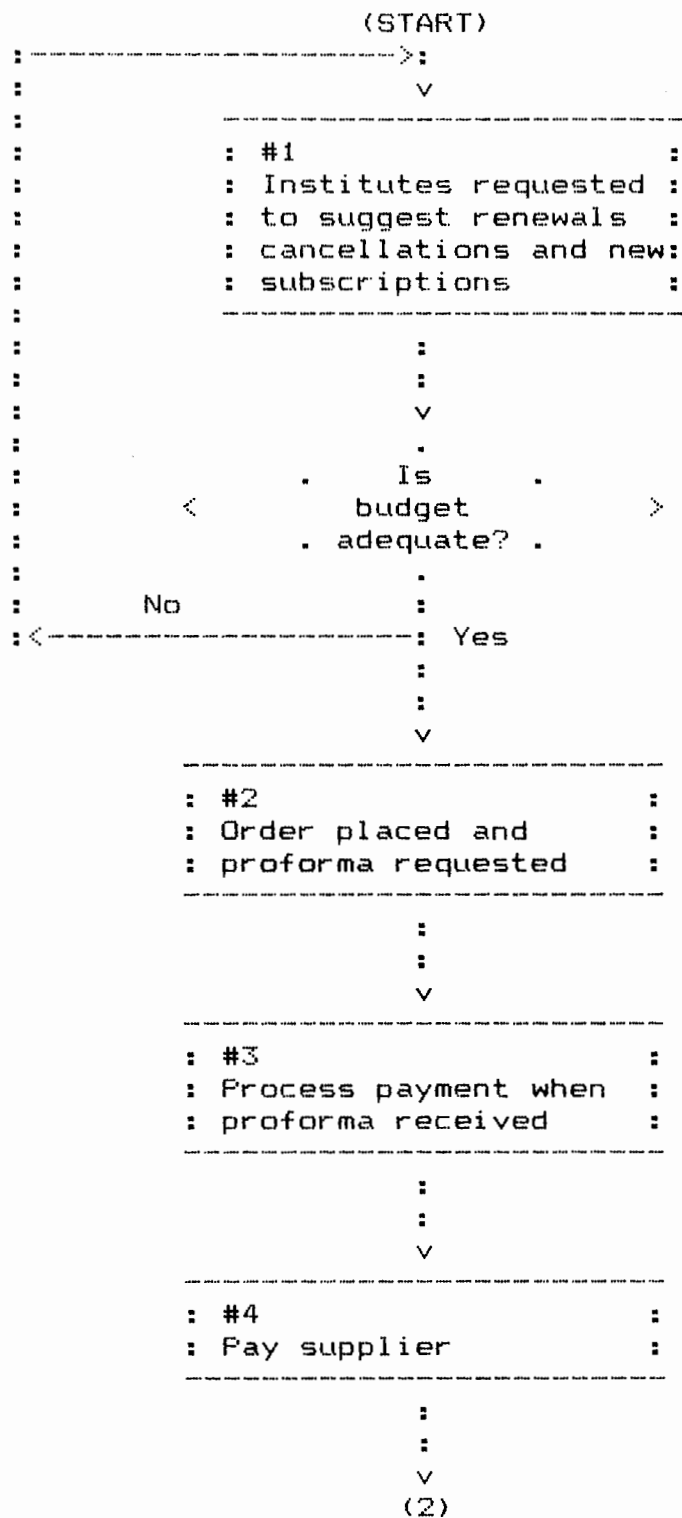 (START)
#1
Institutes requested
to suggest renewals
cancellations and new
subscriptions
Is
budget
adequate?
No
Yes
#2
Order placed and
proforma requested
#3
Process payment when
proforma received
#4
Pay supplier
(2)